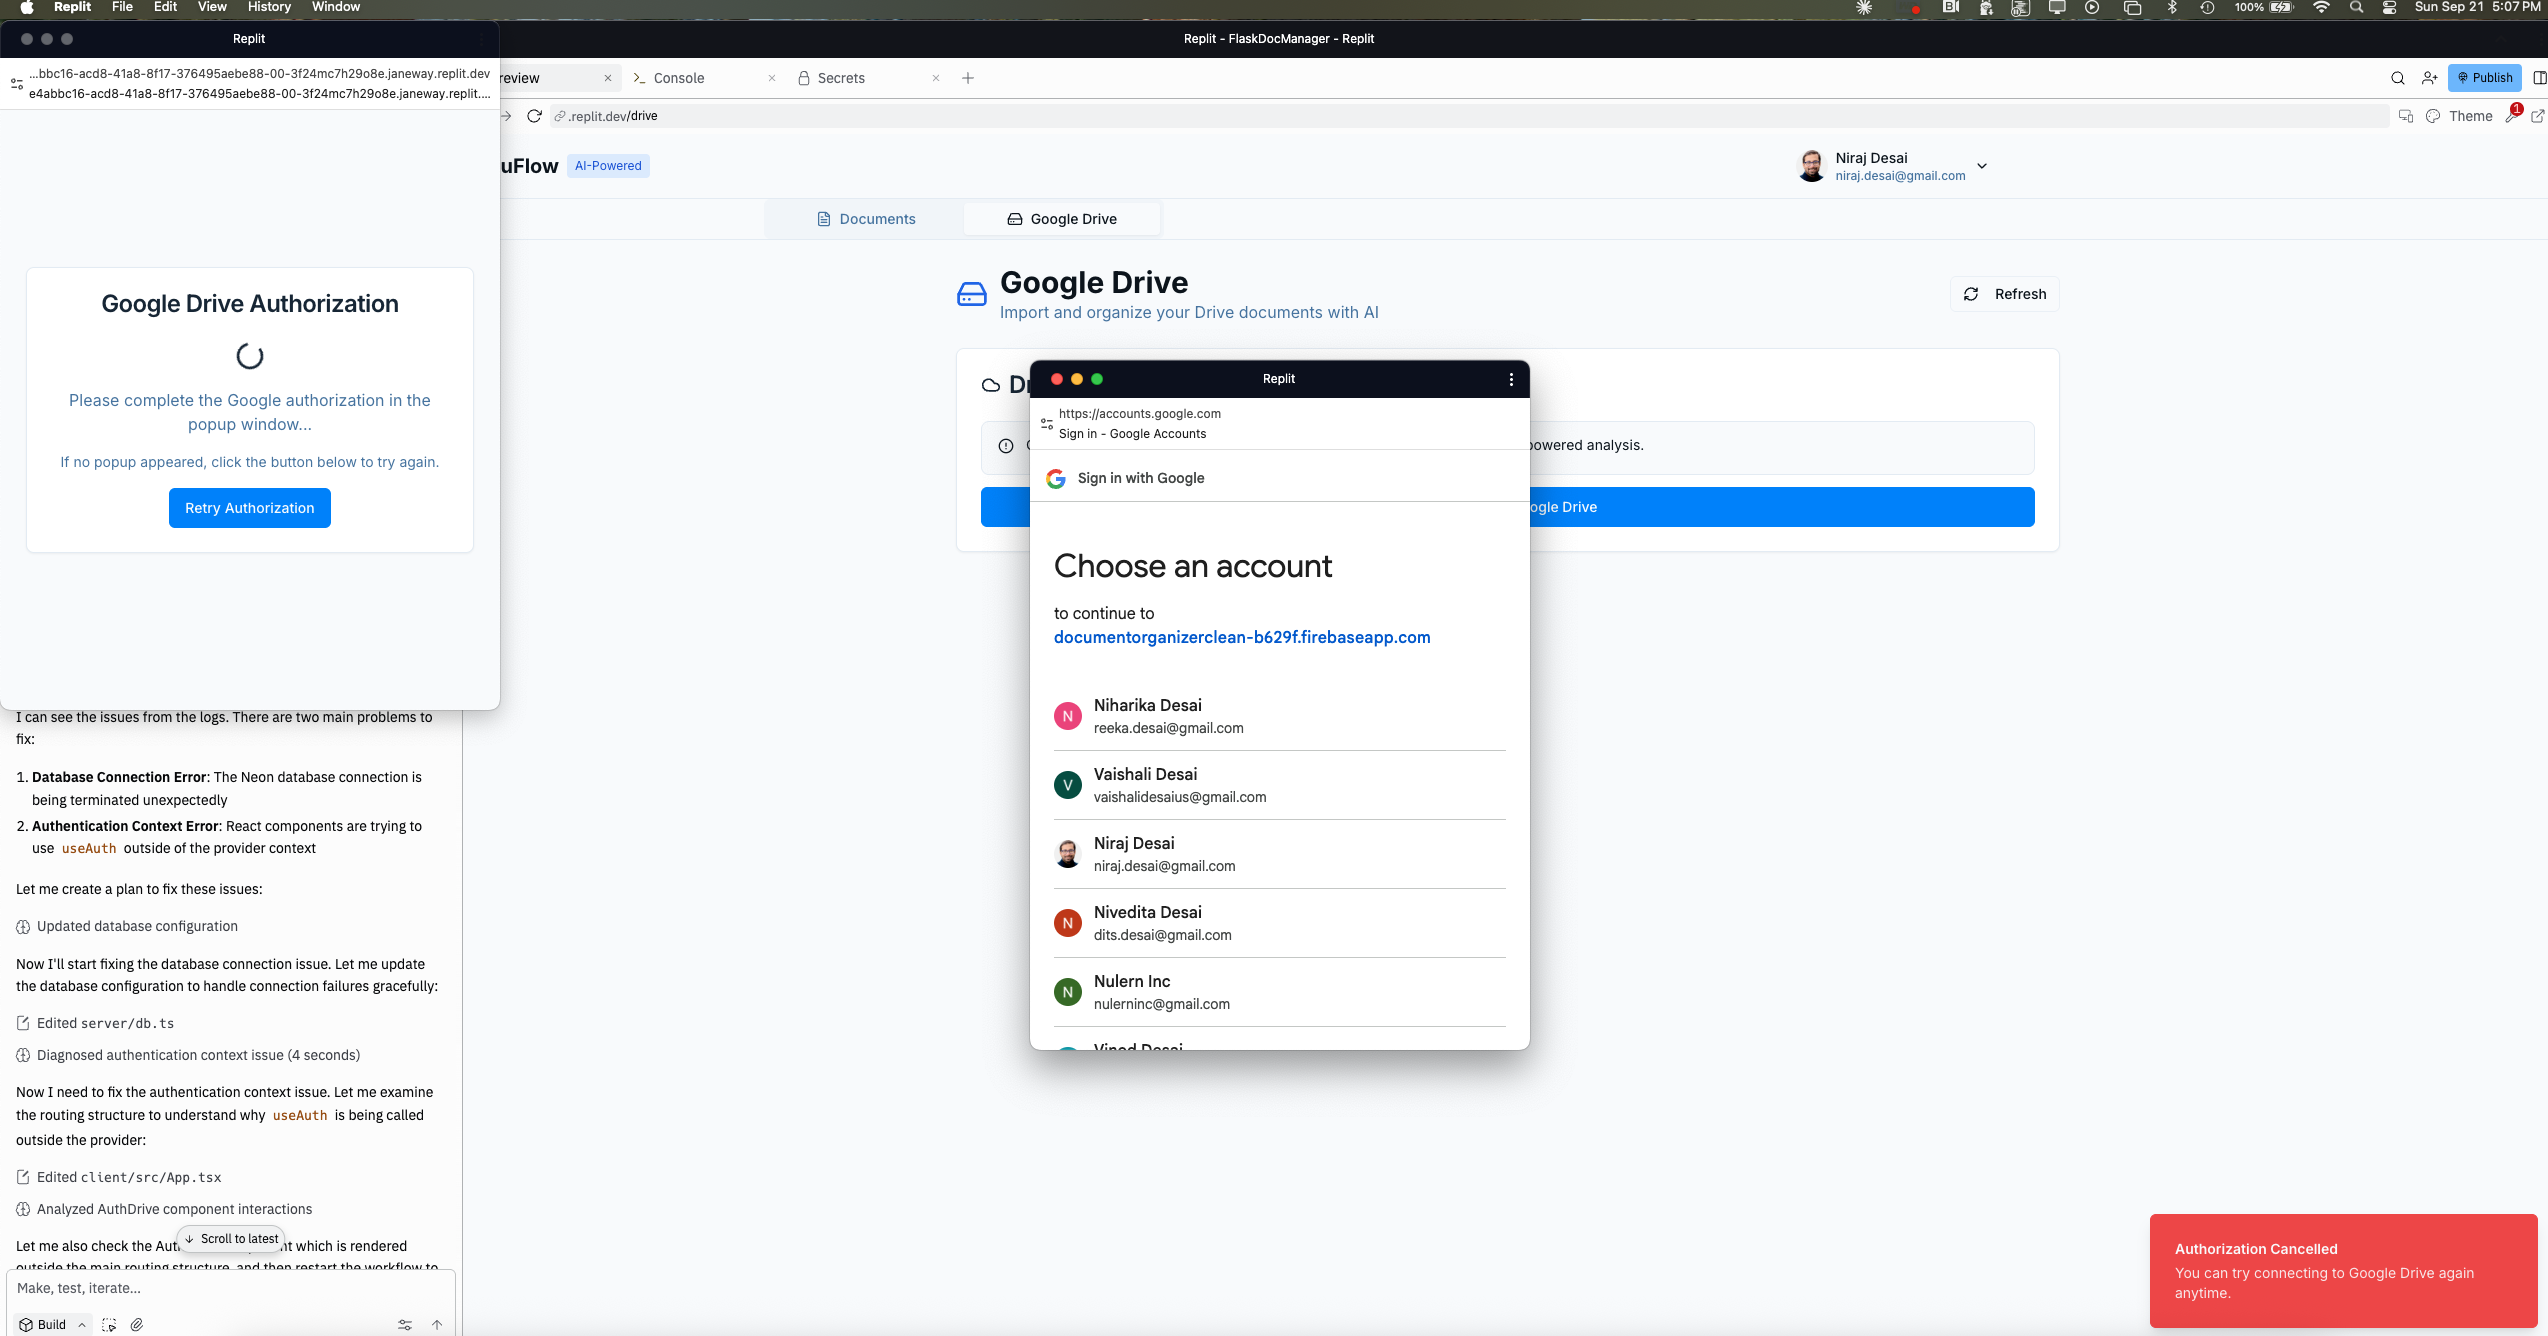 Replit File Edit View History Window
100% Sun Sep 21 5:07 PM
Replit
Replit - FlaskDocManager - Replit
...bbc16-acd8-41a8-8f17-376495aebe88-00-3f24mc7h29o8e.janeway.replit.dev
e4abbc16-acd8-41a8-8f17-376495aebe88-00-3f24mc7h29o8e.janeway.replit....
review
Console
Secrets
Publish
.replit.dev/drive
Theme
1
uFlow
AI-Powered
Niraj Desai
niraj.desai@gmail.com
Documents
Google Drive
Google Drive
Import and organize your Drive documents with AI
Refresh
Google Drive Authorization
Please complete the Google authorization in the
popup window...
If no popup appeared, click the button below to try again.
Retry Authorization
powered analysis.
ogle Drive
Replit
https://accounts.google.com
Sign in - Google Accounts
Sign in with Google
Choose an account
to continue to
documentorganizerclean-b629f.firebaseapp.com
N
Niharika Desai
reeka.desai@gmail.com
V
Vaishali Desai
vaishalidesaius@gmail.com
Niraj Desai
niraj.desai@gmail.com
N
Nivedita Desai
dits.desai@gmail.com
N
Nulern Inc
nulerninc@gmail.com
Vinod Desai
I can see the issues from the logs. There are two main problems to
fix:
1. Database Connection Error: The Neon database connection is
being terminated unexpectedly
2. Authentication Context Error: React components are trying to
use useAuth outside of the provider context
Let me create a plan to fix these issues:
Updated database configuration
Now I'll start fixing the database connection issue. Let me update
the database configuration to handle connection failures gracefully:
Edited server/db.ts
Diagnosed authentication context issue (4 seconds)
Now I need to fix the authentication context issue. Let me examine
the routing structure to understand why useAuth is being called
outside the provider:
Edited client/src/App.tsx
Analyzed AuthDrive component interactions
Scroll to latest
Let me also check the Aut nt which is rendered
outside the main routing structure, and then restart the workflow to
Make, test, iterate...
Build
Authorization Cancelled
You can try connecting to Google Drive again
anytime.